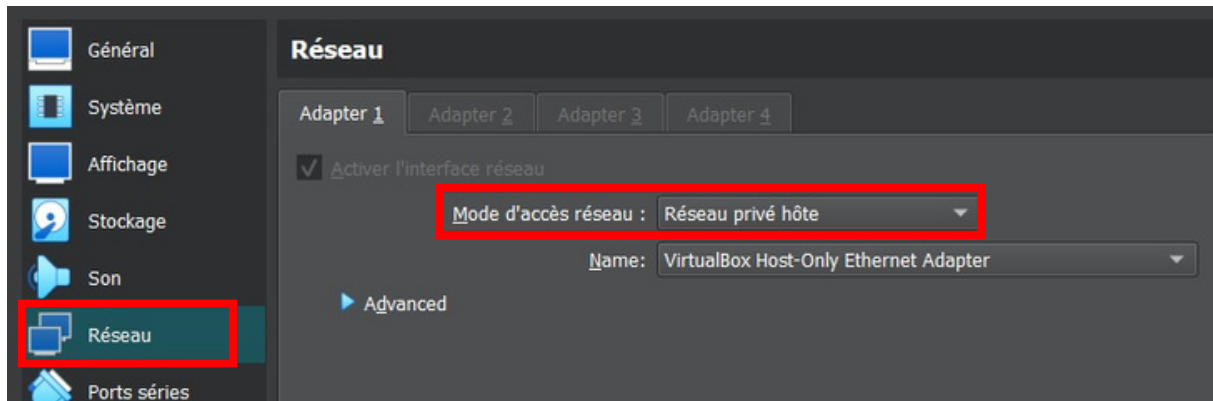 Général
Système
Affichage
Stockage
Son
Réseau
Ports séries
Réseau
Adapter 1 Adapter 2 Adapter 3 Adapter 4
Activer l'interface réseau
Mode d'accès réseau : Réseau privé hôte
Name: VirtualBox Host-Only Ethernet Adapter
Advanced